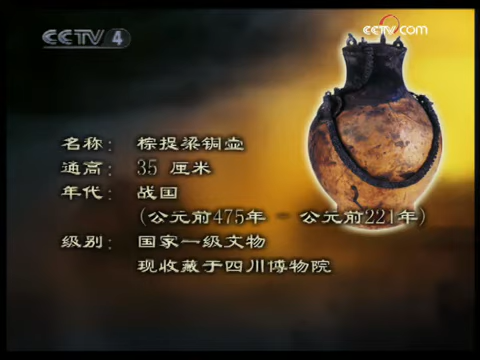 CCTV 4
CCTV.com
名称： 棕捉梁铜壶
通高： 35 厘米
年代： 战国
(公元前475年 - 公元前221年)
级别： 国家一级文物
现收藏于四川博物院